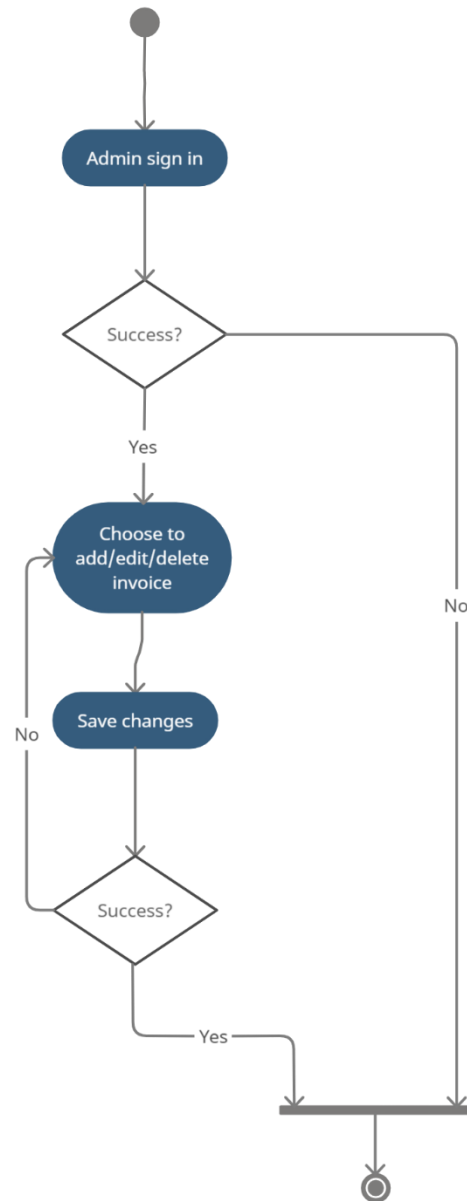 Admin sign in
Success?
Yes
Choose to
add/edit/delete
invoice
No
Save changes
No
Success?
Yes